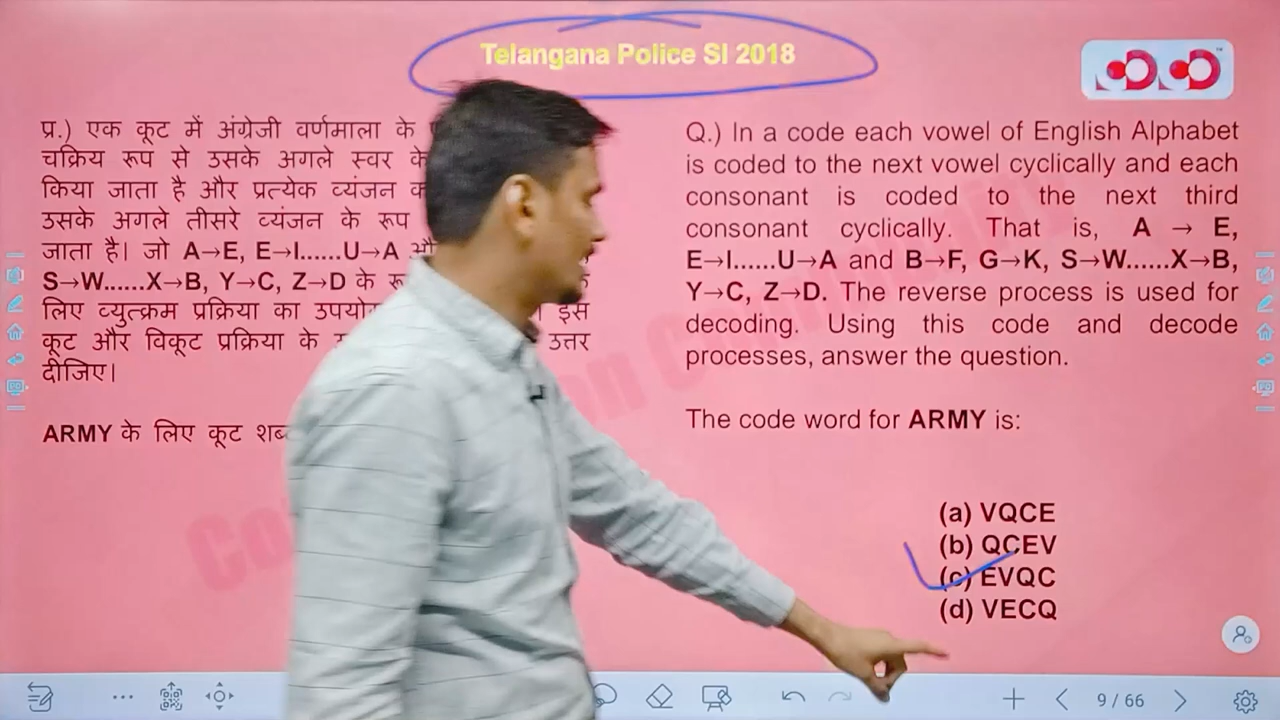 Telangana Police SI 2018
प्र.) एक कूट में अंग्रेजी वर्णमाला के
चक्रिय रूप से उसके अगले स्वर के
किया जाता है और प्रत्येक व्यंजन
उसके अगले तीसरे व्यंजन के रूप
जाता है। जो A→E, E→I......U→A
S→W......X→B, Y→C, Z→D के
लिए व्युत्क्रम प्रक्रिया का इस
कूट और विकूट प्रक्रिया के उत्तर
दीजिए।
ARMY के लिए कूट
Q.) In a code each vowel of English Alphabet
is coded to the next vowel cyclically and each
consonant is coded to the next third
consonant cyclically. That is, A → E,
E→I......U→A and B→F, G→K, S→W......X→B,
Y→C, Z→D. The reverse process is used for
decoding. Using this code and decode
processes, answer the question.
The code word for ARMY is:
(a) VQCE
(b) QCEV
(c) EVQC
(d) VECQ
9 / 66